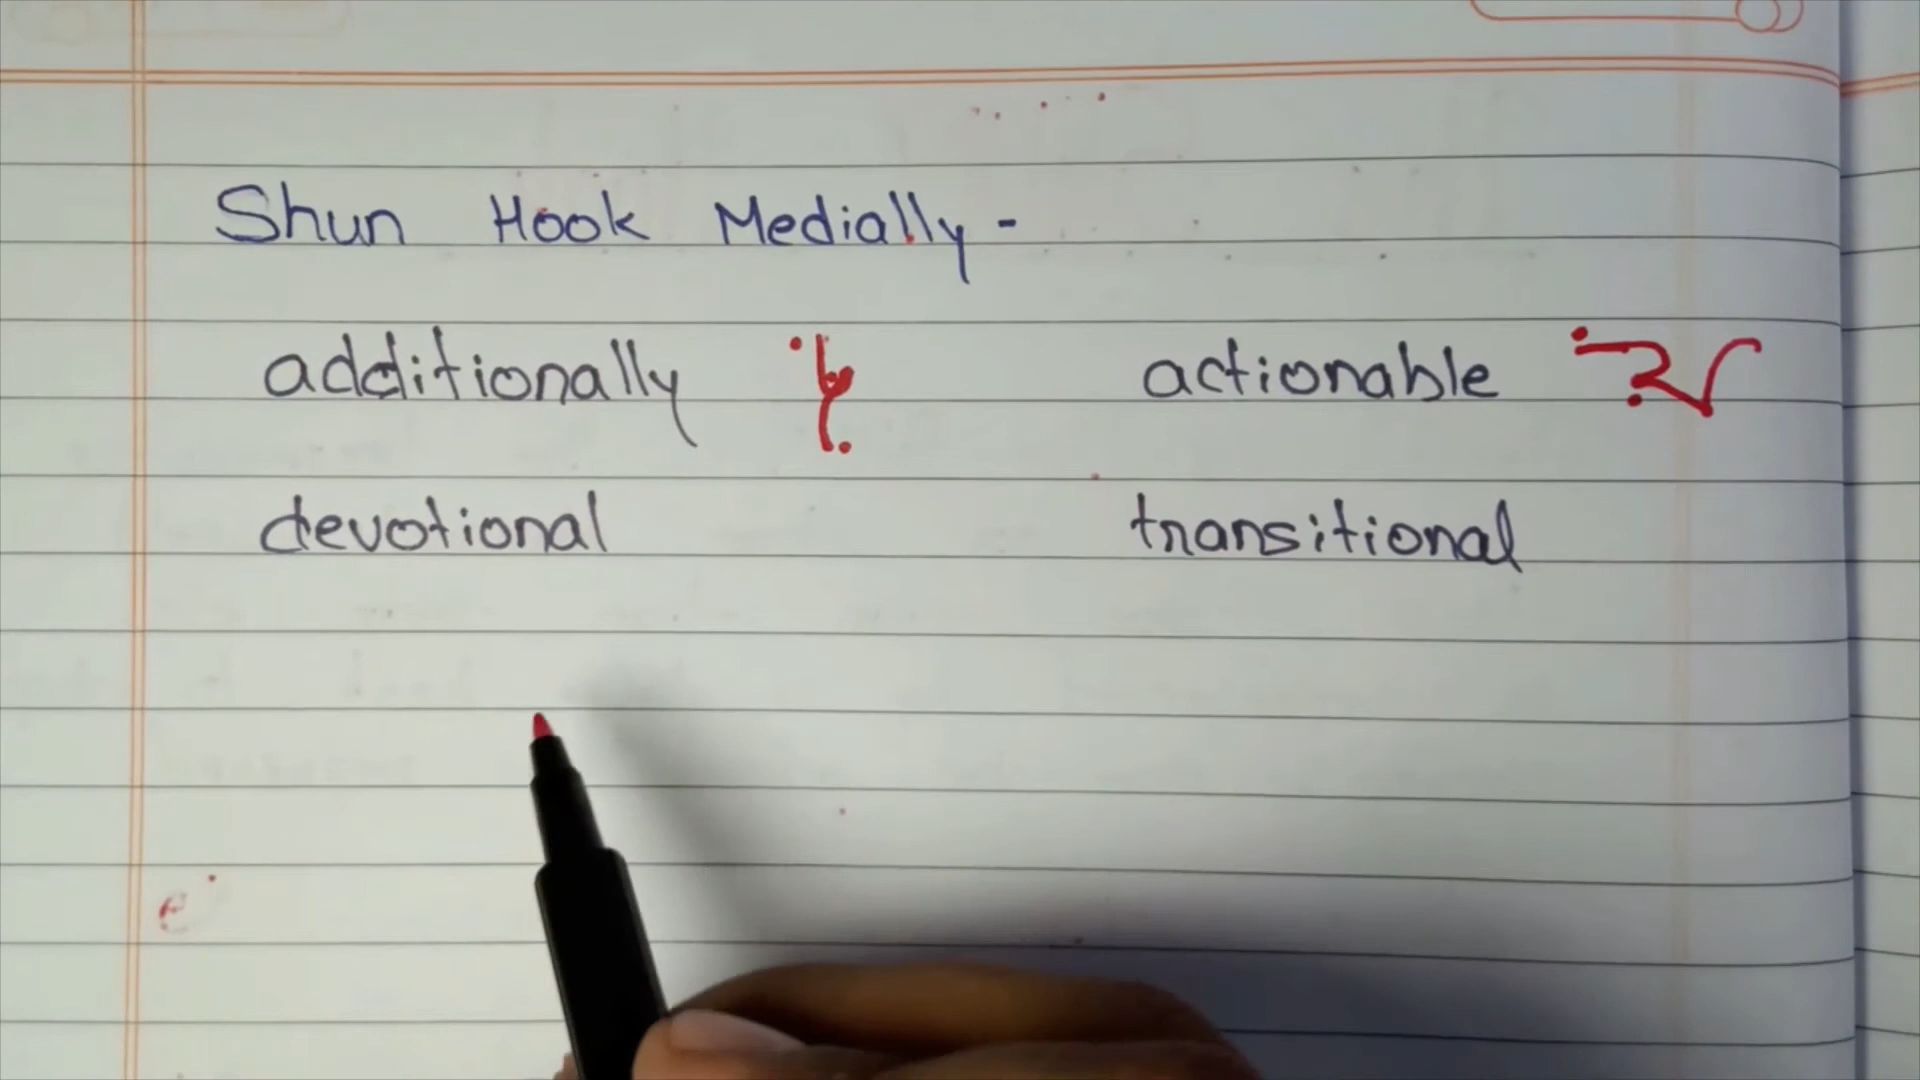 Shun Hook Medially -
additionally actionable
devotional transitional